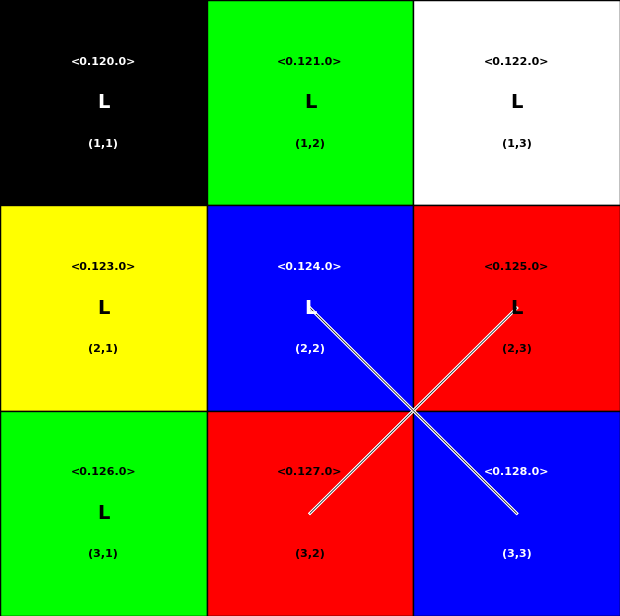 <0.120.0>
L
(1,1)
<0.121.0>
L
(1,2)
<0.122.0>
L
(1,3)
<0.123.0>
L
(2,1)
<0.124.0>
L
(2,2)
<0.125.0>
L
(2,3)
<0.126.0>
L
(3,1)
<0.127.0>
(3,2)
<0.128.0>
(3,3)